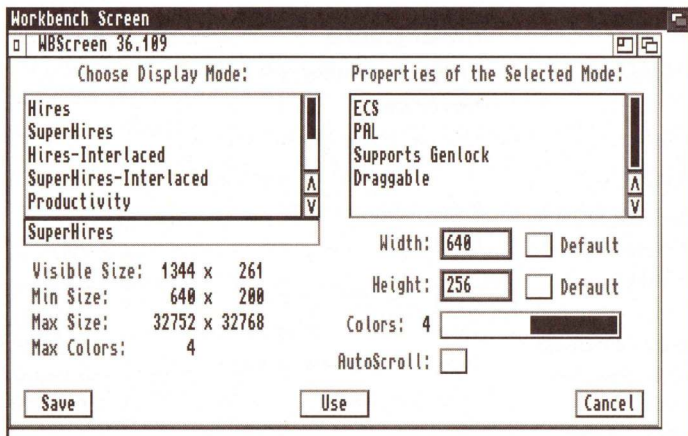 Workbench Screen
WBScreen 36.109
Choose Display Mode:
Hires
SuperHires
Hires-Interlaced
SuperHires-Interlaced
Productivity
SuperHires
Visible Size: 1344 x 261
Min Size: 640 x 200
Max Size: 32752 x 32768
Max Colors: 4
Properties of the Selected Mode:
ECS
PAL
Supports Genlock
Draggable
Width: 640 Default
Height: 256 Default
Colors: 4
AutoScroll:
Save
Use
Cancel